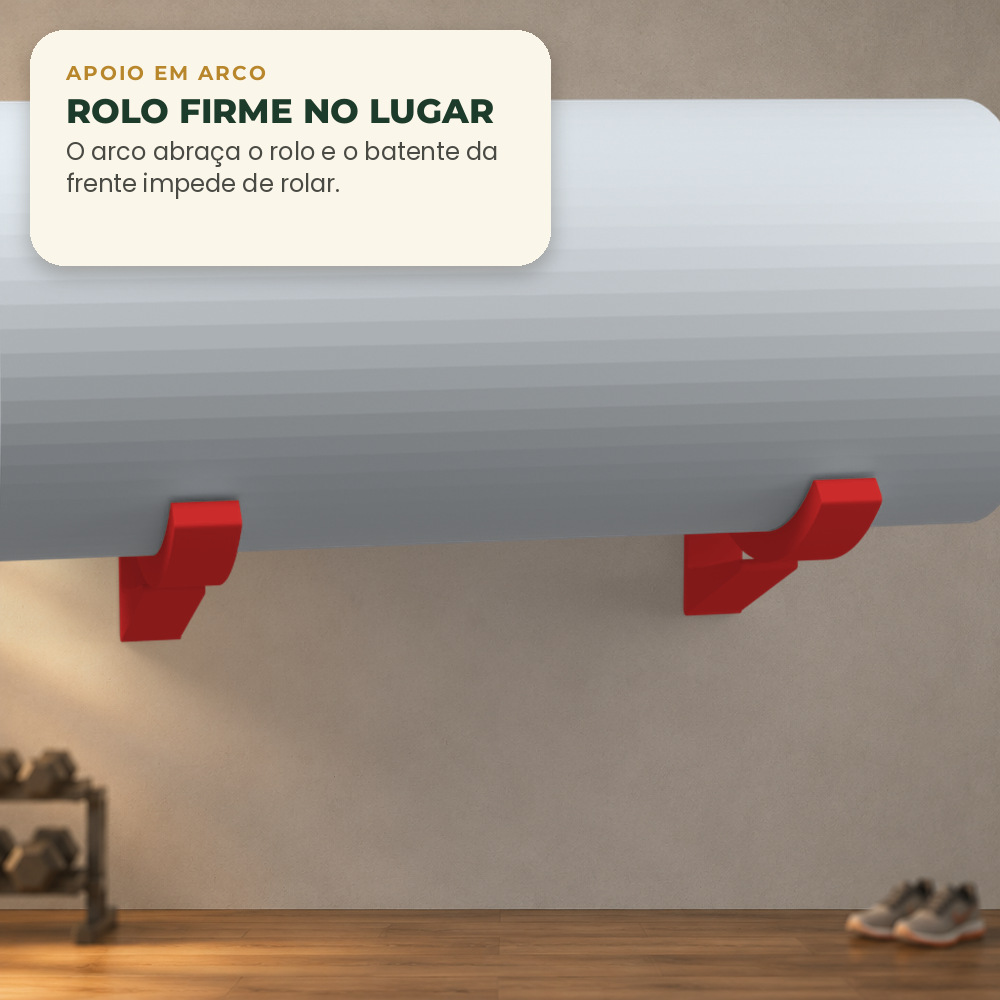 APOIO EM ARCO
ROLO FIRME NO LUGAR
O arco abraça o rolo e o batente da
frente impede de rolar.